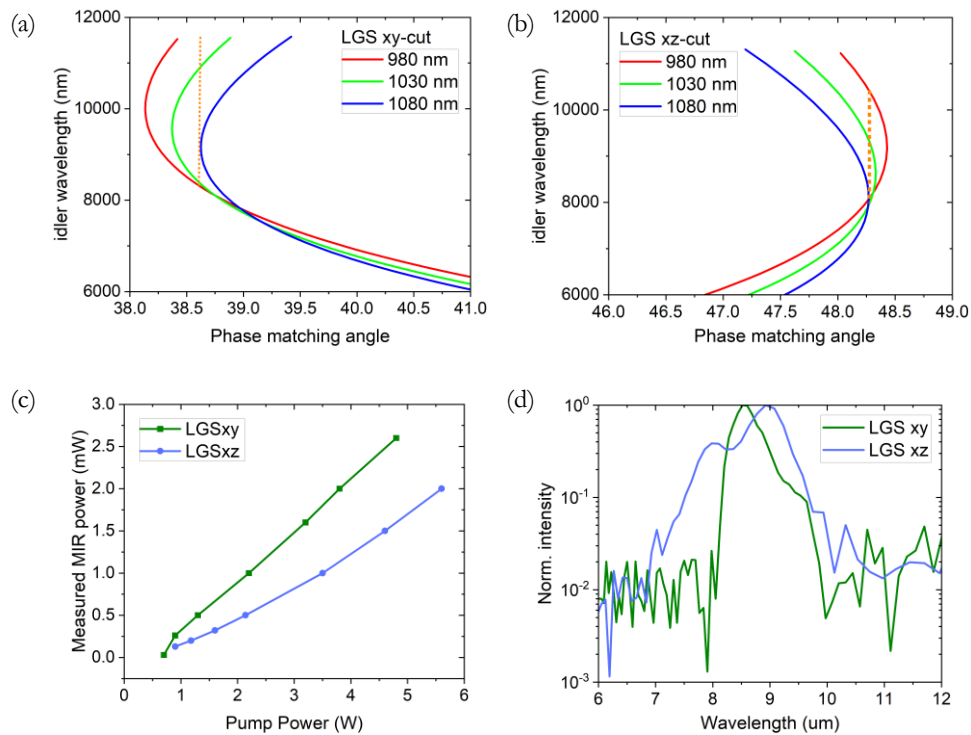 (a)
12000
10000
8000
6000
idler wavelength (nm)
38.0 38.5 39.0 39.5 40.0 40.5 41.0
Phase matching angle
LGS xy-cut
980 nm
1030 nm
1080 nm
(b)
12000
10000
8000
6000
idler wavelength (nm)
46.0 46.5 47.0 47.5 48.0 48.5 49.0
Phase matching angle
LGS xz-cut
980 nm
1030 nm
1080 nm
(c)
3.0
2.5
2.0
1.5
1.0
0.5
0.0
Measured MIR power (mW)
0 1 2 3 4 5 6
Pump Power (W)
LGSxy
LGSxz
(d)
10^0
10^-1
10^-2
10^-3
Norm. intensity
6 7 8 9 10 11 12
Wavelength (um)
LGS xy
LGS xz